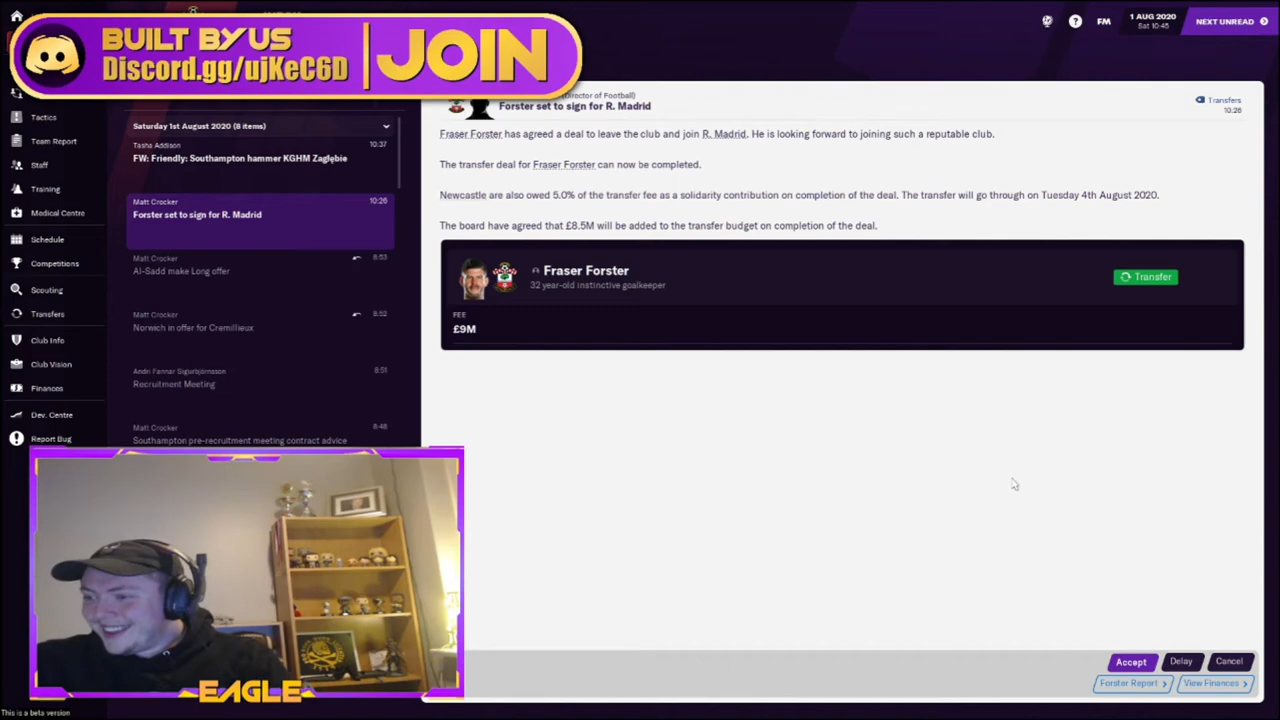 BUILT BY US
Discord.gg/ujKeC6D
JOIN
FM
1 AUG 2020
Sat 10:45
NEXT UNREAD
Tactics
Team Report
Staff
Training
Medical Centre
Schedule
Competitions
Scouting
Transfers
Club Info
Club Vision
Finances
Dev. Centre
Report Bug
Saturday 1st August 2020 (8 items)
Tasha Addison 10:37
FW: Friendly: Southampton hammer KGHM Zagłębie
Matt Crocker 10:26
Forster set to sign for R. Madrid
Matt Crocker 8:53
Al-Sadd make Long offer
Matt Crocker 8:52
Norwich in offer for Cremillieux
Andri Fannar Sigurbjörnsson 8:51
Recruitment Meeting
Matt Crocker 8:48
Southampton pre-recruitment meeting contract advice
(Director of Football)
Forster set to sign for R. Madrid
Transfers
10:26
Fraser Forster has agreed a deal to leave the club and join R. Madrid. He is looking forward to joining such a reputable club.
The transfer deal for Fraser Forster can now be completed.
Newcastle are also owed 5.0% of the transfer fee as a solidarity contribution on completion of the deal. The transfer will go through on Tuesday 4th August 2020.
The board have agreed that £8.5M will be added to the transfer budget on completion of the deal.
Fraser Forster
32 year-old instinctive goalkeeper
Transfer
FEE
£9M
Accept
Delay
Cancel
Forster Report
View Finances
EAGLE
This is a beta version